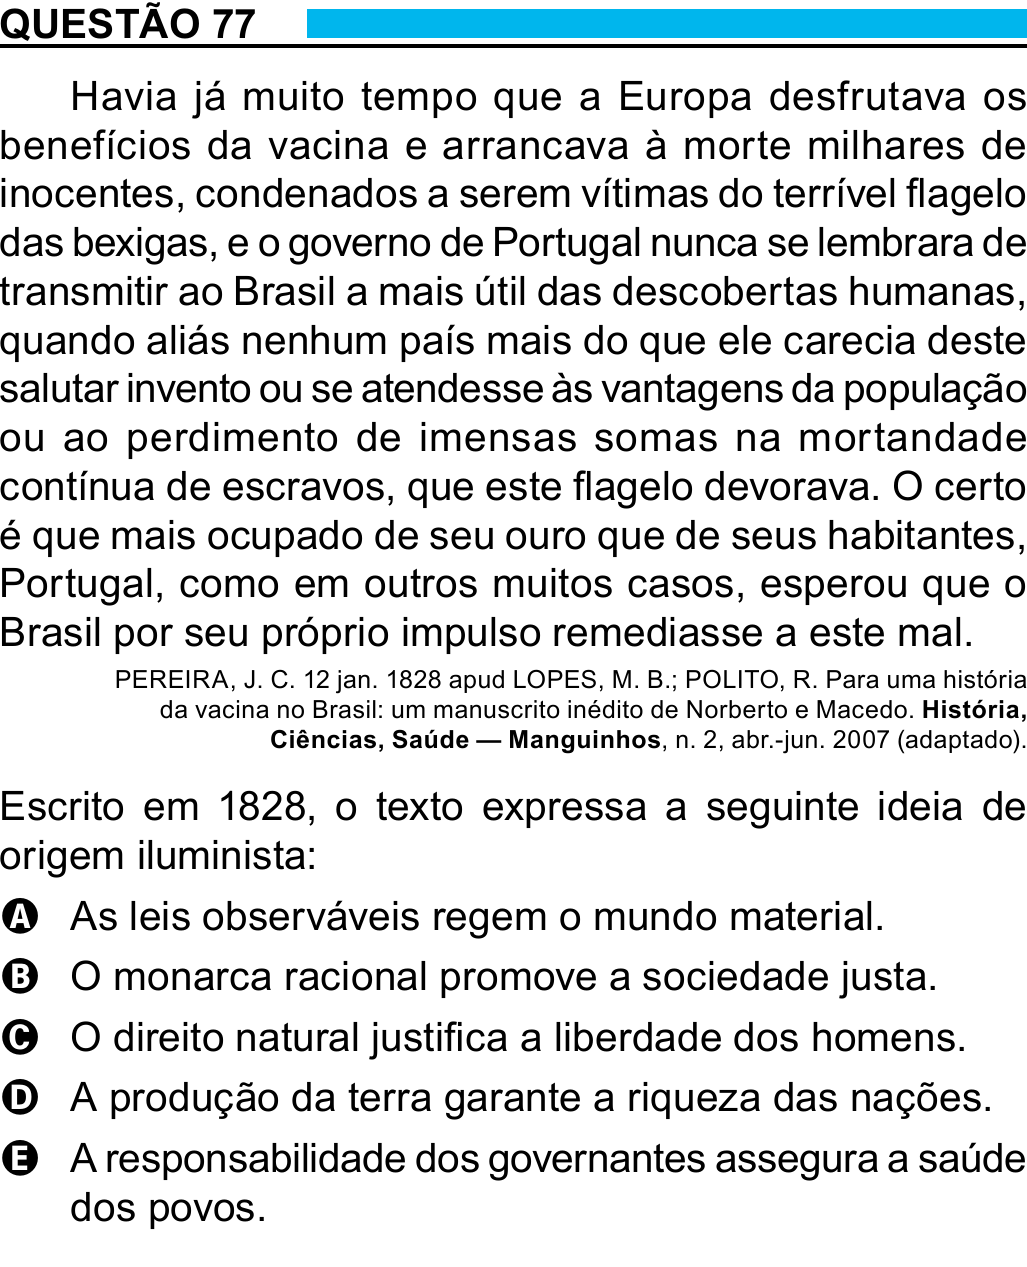 QUESTÃO 77
Havia já muito tempo que a Europa desfrutava os
benefícios da vacina e arrancava à morte milhares de
inocentes, condenados a serem vítimas do terrível flagelo
das bexigas, e o governo de Portugal nunca se lembrara de
transmitir ao Brasil a mais útil das descobertas humanas,
quando aliás nenhum país mais do que ele carecia deste
salutar invento ou se atendesse às vantagens da população
ou ao perdimento de imensas somas na mortandade
contínua de escravos, que este flagelo devorava. O certo
é que mais ocupado de seu ouro que de seus habitantes,
Portugal, como em outros muitos casos, esperou que o
Brasil por seu próprio impulso remediasse a este mal.
PEREIRA, J. C. 12 jan. 1828 apud LOPES, M. B.; POLITO, R. Para uma história
da vacina no Brasil: um manuscrito inédito de Norberto e Macedo. História,
Ciências, Saúde — Manguinhos, n. 2, abr.-jun. 2007 (adaptado).
Escrito em 1828, o texto expressa a seguinte ideia de
origem iluminista:
A As leis observáveis regem o mundo material.
B O monarca racional promove a sociedade justa.
C O direito natural justifica a liberdade dos homens.
D A produção da terra garante a riqueza das nações.
E A responsabilidade dos governantes assegura a saúde
dos povos.